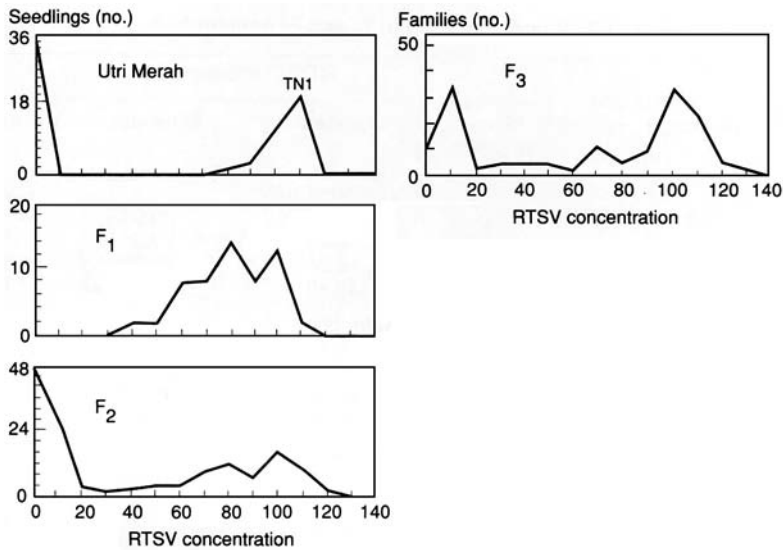 Seedlings (no.)
36
18
0
Utri Merah
TN1
20
10
0
F1
48
24
0
F2
0 20 40 60 80 100 120 140
RTSV concentration
Families (no.)
50
25
0
F3
0 20 40 60 80 100 120 140
RTSV concentration